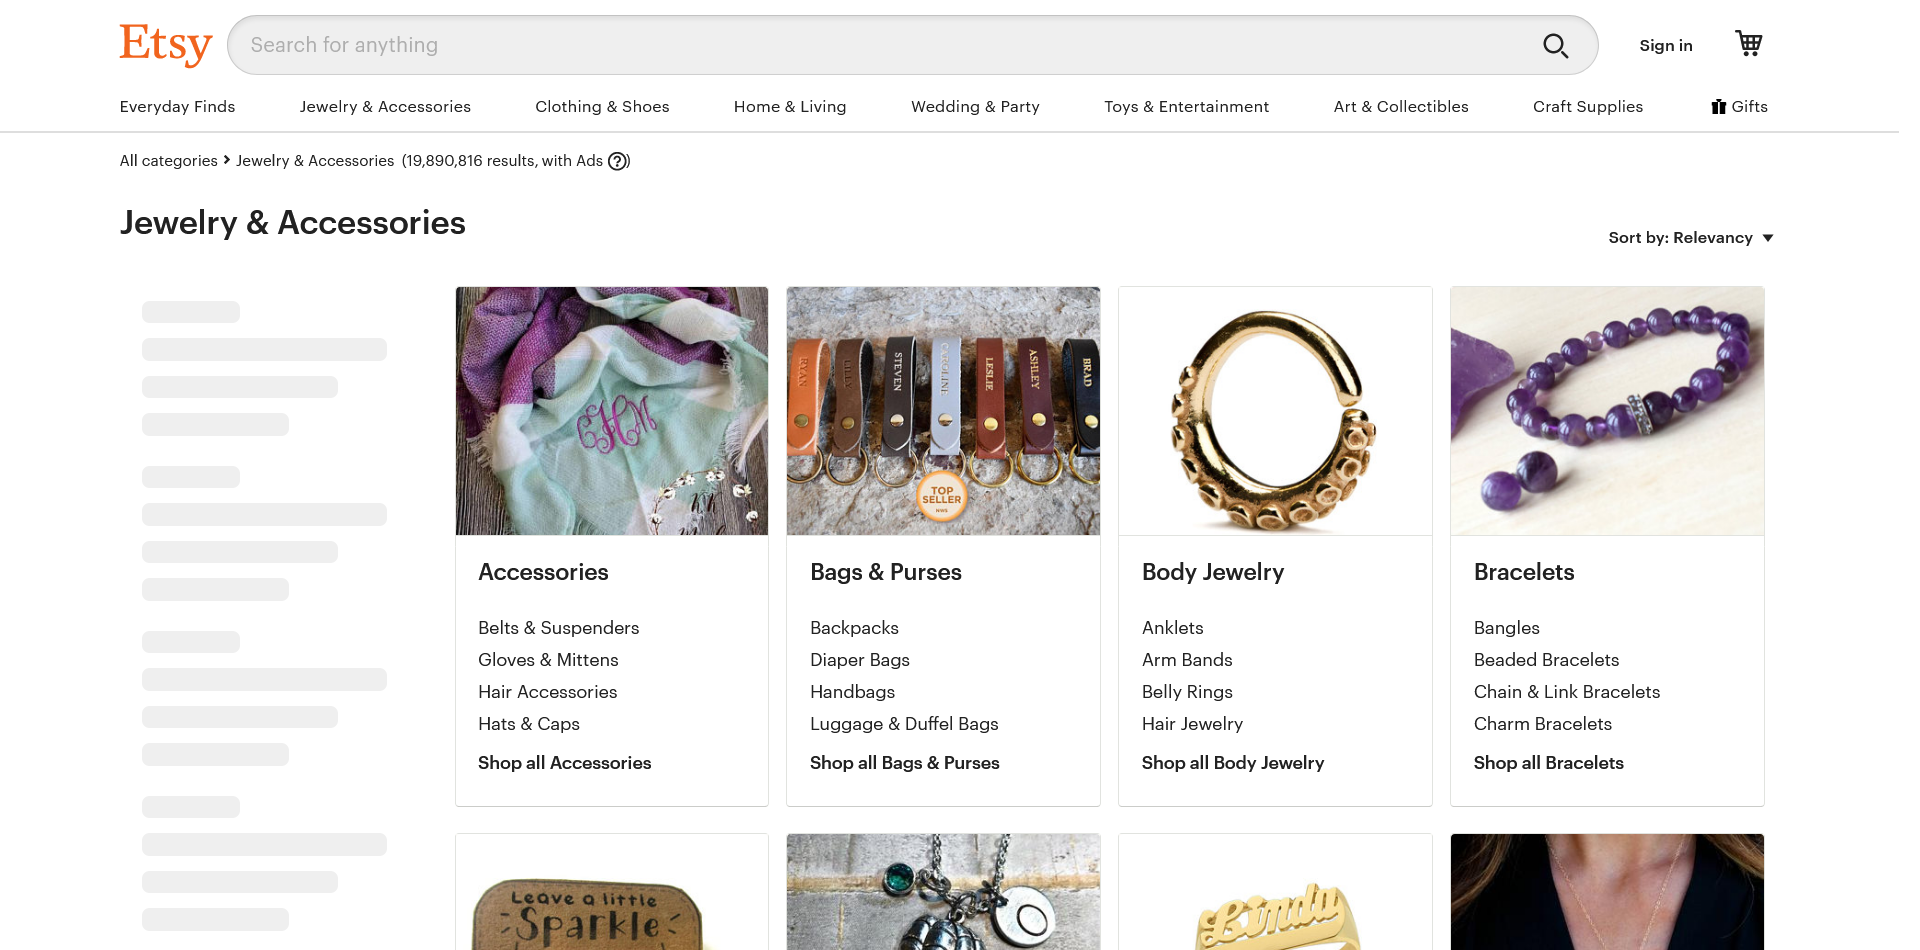 Etsy
Search for anything
Sign in
Everyday Finds
Jewelry & Accessories
Clothing & Shoes
Home & Living
Wedding & Party
Toys & Entertainment
Art & Collectibles
Craft Supplies
Gifts
All categories
Jewelry & Accessories (19,890,816 results, with Ads ?)
Jewelry & Accessories
Sort by: Relevancy
RYAN
STEVEN
CAROLINE
LESLIE
ASHLEY
BRAD
TOP
SELLER
NWS
Accessories
Belts & Suspenders
Gloves & Mittens
Hair Accessories
Hats & Caps
Shop all Accessories
Bags & Purses
Backpacks
Diaper Bags
Handbags
Luggage & Duffel Bags
Shop all Bags & Purses
Body Jewelry
Anklets
Arm Bands
Belly Rings
Hair Jewelry
Shop all Body Jewelry
Bracelets
Bangles
Beaded Bracelets
Chain & Link Bracelets
Charm Bracelets
Shop all Bracelets
Leave a little
Sparkle
Linda